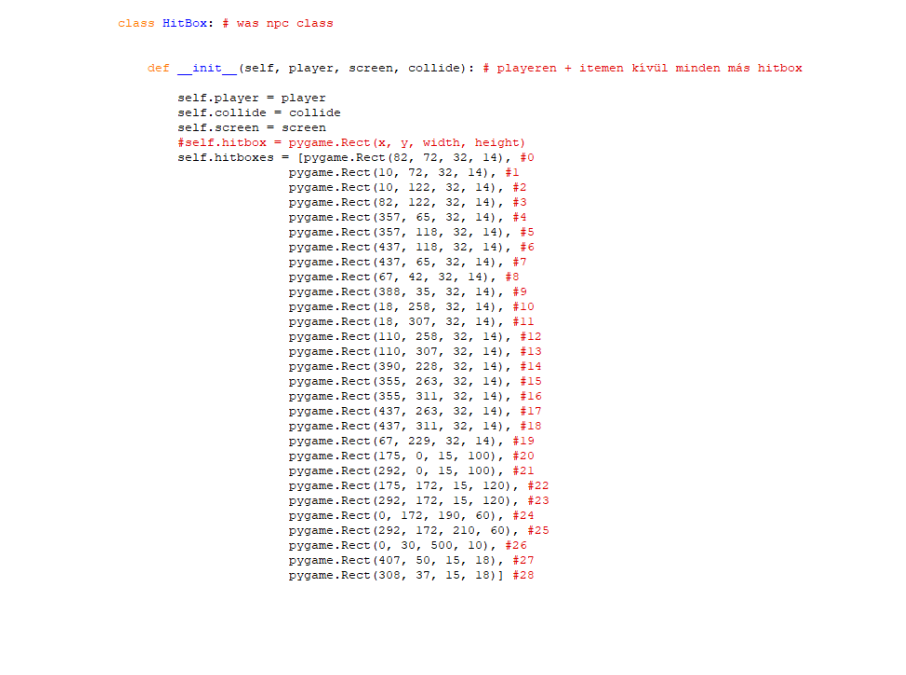 class HitBox: # was npc class
def __init__(self, player, screen, collide): # playeren + itemen kívül minden más hitbox
self.player = player
self.collide = collide
self.screen = screen
#self.hitbox = pygame.Rect(x, y, width, height)
self.hitboxes = [pygame.Rect(82, 72, 32, 14), #0
pygame.Rect(10, 72, 32, 14), #1
pygame.Rect(10, 122, 32, 14), #2
pygame.Rect(82, 122, 32, 14), #3
pygame.Rect(357, 65, 32, 14), #4
pygame.Rect(357, 118, 32, 14), #5
pygame.Rect(437, 118, 32, 14), #6
pygame.Rect(437, 65, 32, 14), #7
pygame.Rect(67, 42, 32, 14), #8
pygame.Rect(388, 35, 32, 14), #9
pygame.Rect(18, 258, 32, 14), #10
pygame.Rect(18, 307, 32, 14), #11
pygame.Rect(110, 258, 32, 14), #12
pygame.Rect(110, 307, 32, 14), #13
pygame.Rect(390, 228, 32, 14), #14
pygame.Rect(355, 263, 32, 14), #15
pygame.Rect(355, 311, 32, 14), #16
pygame.Rect(437, 263, 32, 14), #17
pygame.Rect(437, 311, 32, 14), #18
pygame.Rect(67, 229, 32, 14), #19
pygame.Rect(175, 0, 15, 100), #20
pygame.Rect(292, 0, 15, 100), #21
pygame.Rect(175, 172, 15, 120), #22
pygame.Rect(292, 172, 15, 120), #23
pygame.Rect(0, 172, 190, 60), #24
pygame.Rect(292, 172, 210, 60), #25
pygame.Rect(0, 30, 500, 10), #26
pygame.Rect(407, 50, 15, 18), #27
pygame.Rect(308, 37, 15, 18)] #28